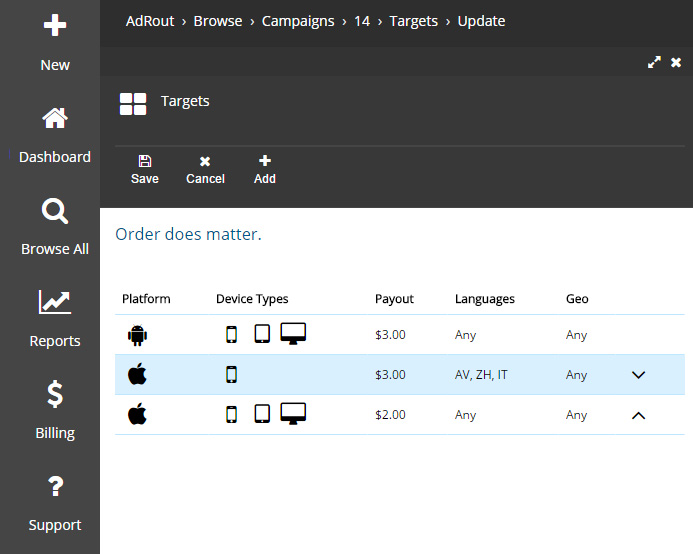 AdRout › Browse › Campaigns › 14 › Targets › Update
New
Dashboard
Browse All
Reports
Billing
Support
Targets
Save Cancel Add
Order does matter.
Platform Device Types Payout Languages Geo
$3.00 Any Any
$3.00 AV, ZH, IT Any
$2.00 Any Any